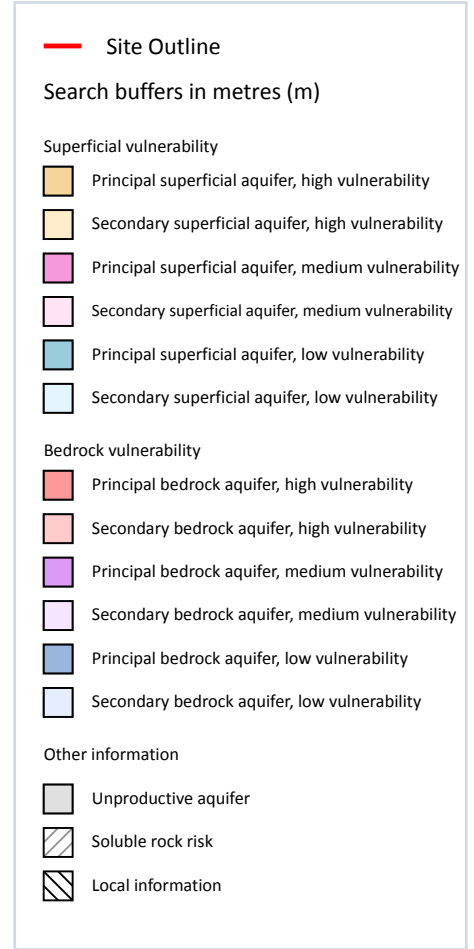 Site Outline
Search buffers in metres (m)
Superficial vulnerability
Principal superficial aquifer, high vulnerability
Secondary superficial aquifer, high vulnerability
Principal superficial aquifer, medium vulnerability
Secondary superficial aquifer, medium vulnerability
Principal superficial aquifer, low vulnerability
Secondary superficial aquifer, low vulnerability
Bedrock vulnerability
Principal bedrock aquifer, high vulnerability
Secondary bedrock aquifer, high vulnerability
Principal bedrock aquifer, medium vulnerability
Secondary bedrock aquifer, medium vulnerability
Principal bedrock aquifer, low vulnerability
Secondary bedrock aquifer, low vulnerability
Other information
Unproductive aquifer
Soluble rock risk
Local information